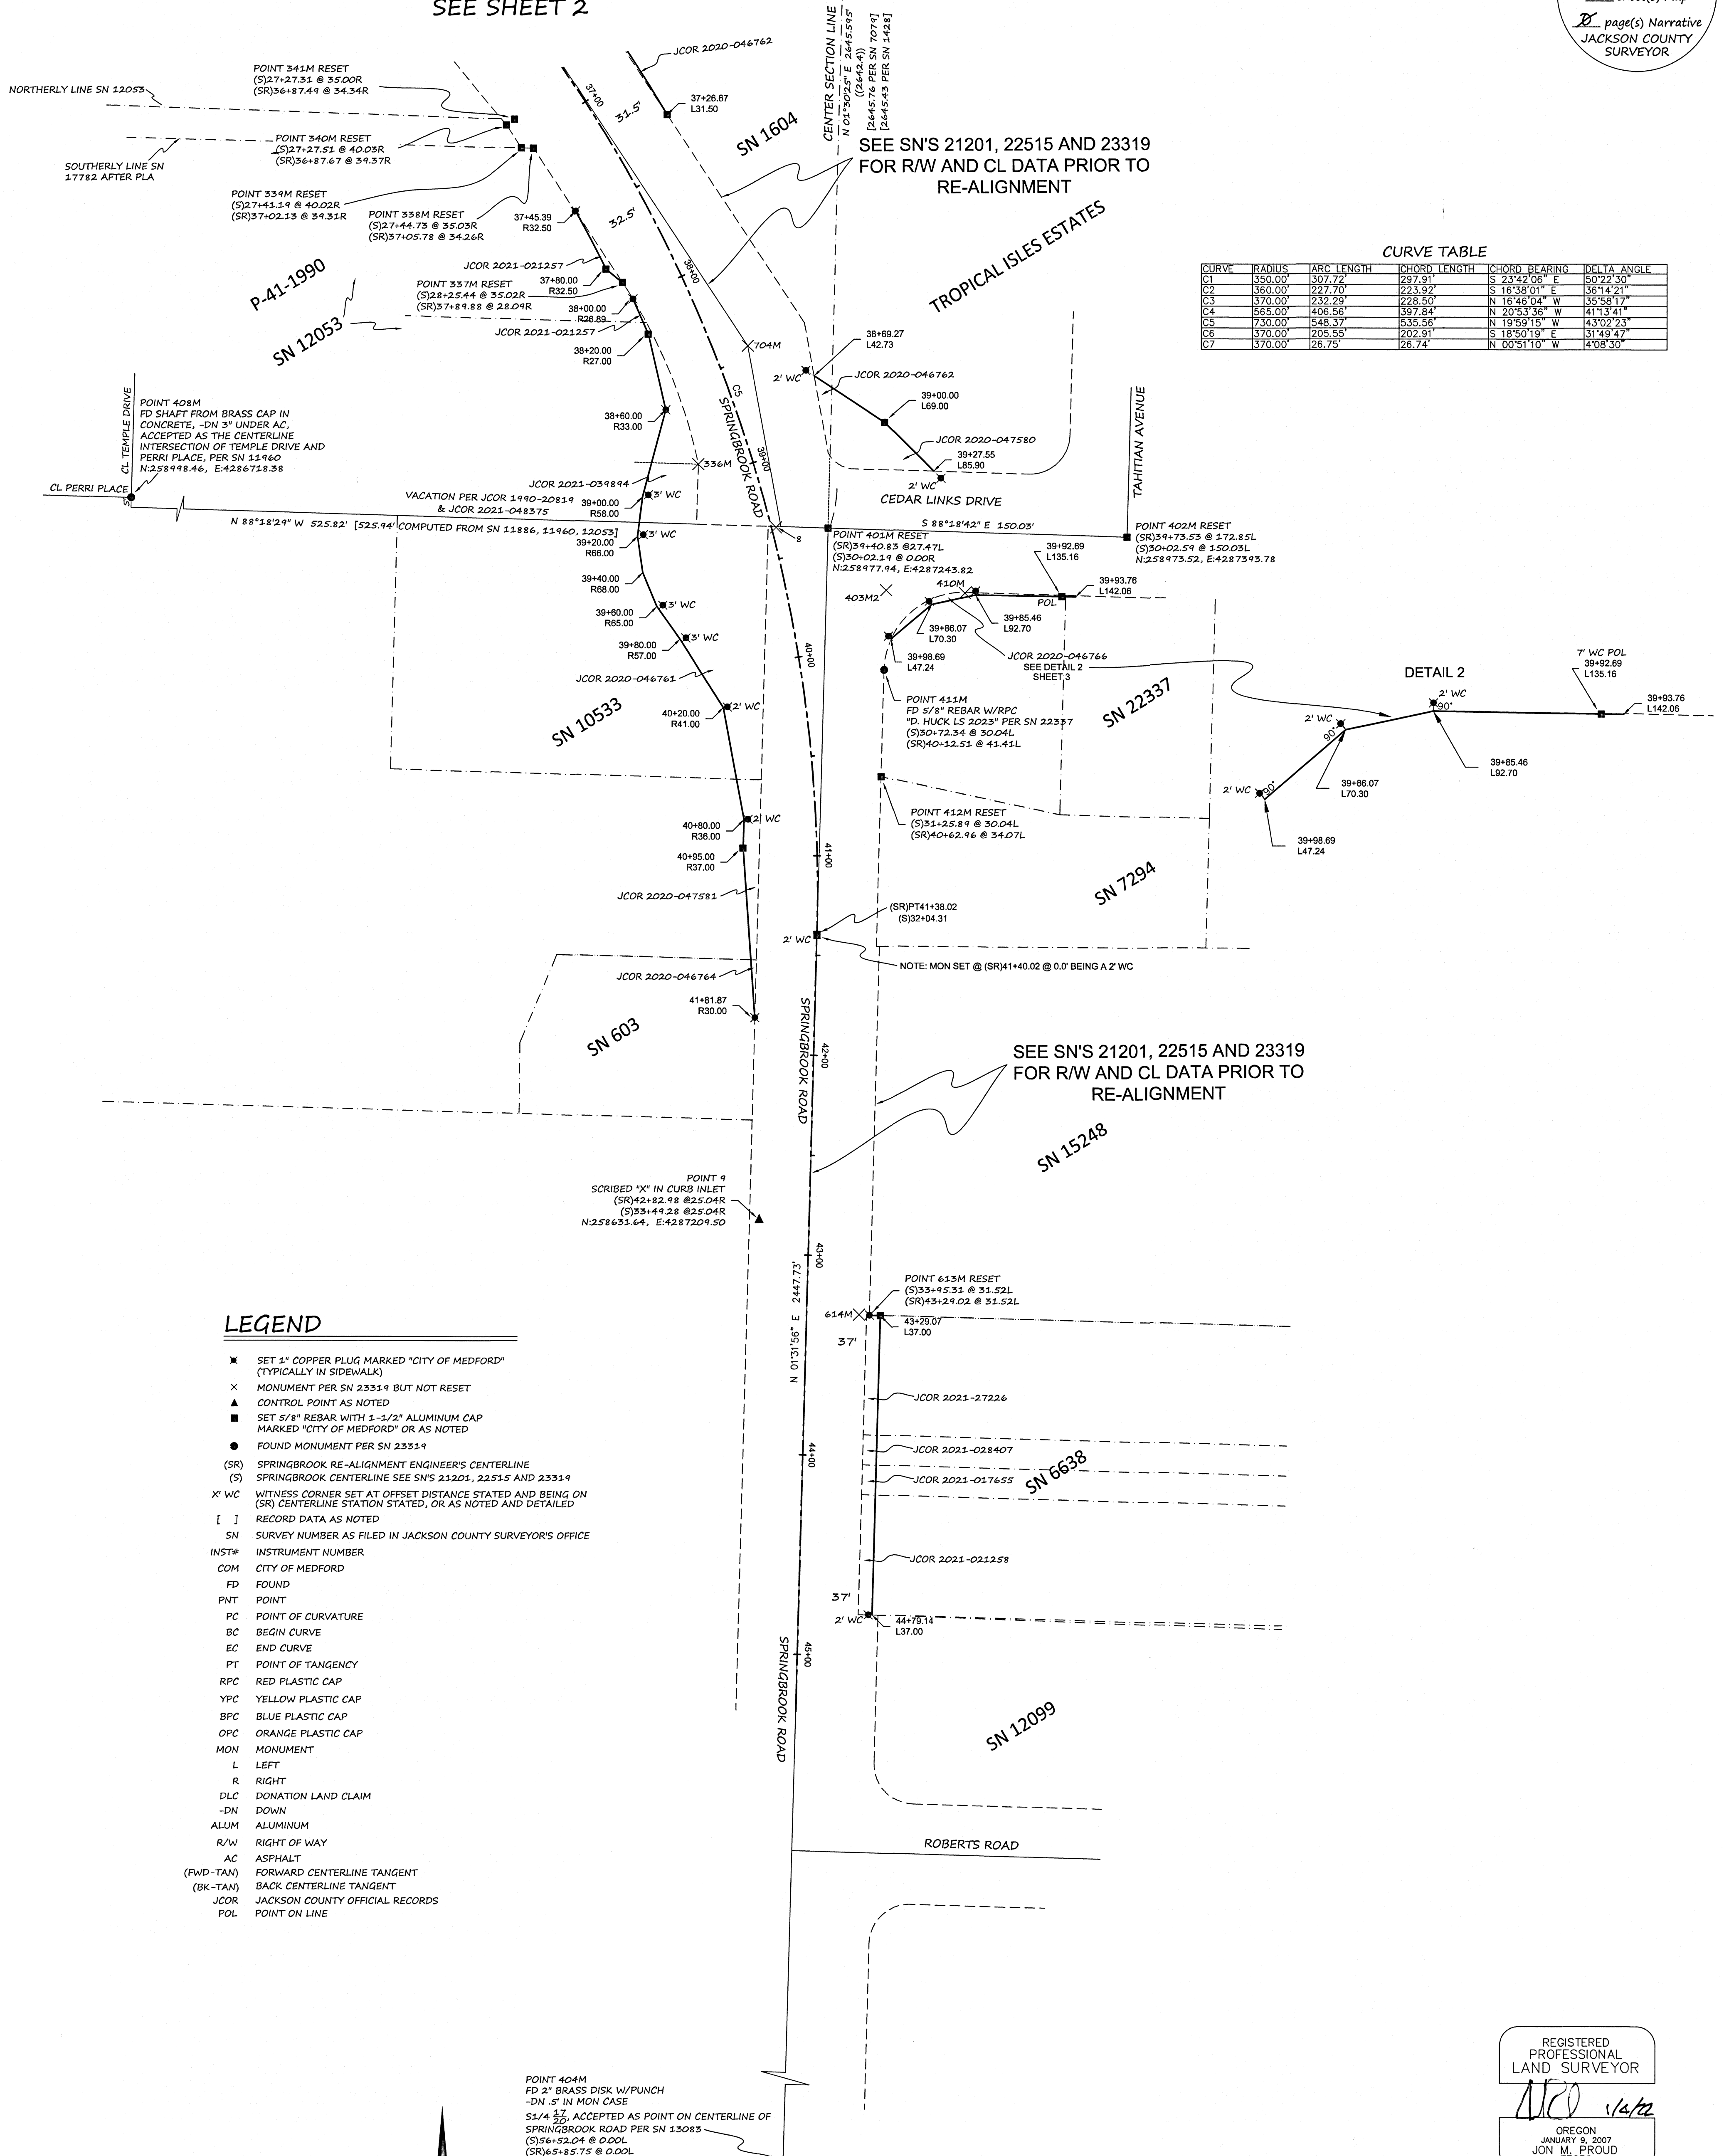 SEE SHEET 2
page(s) Narrative
JACKSON COUNTY
SURVEYOR
CENTER SECTION LINE
N 01°30'25" E 2645.595'
((2642.4))
[2645.76 PER SN 7079]
[2645.43 PER SN 1428]
JCOR 2020-046762
37+26.67
L31.50
37+00
31.5'
SN 1604
SEE SN'S 21201, 22515 AND 23319
FOR R/W AND CL DATA PRIOR TO
RE-ALIGNMENT
TROPICAL ISLES ESTATES
POINT 341M RESET
(S)27+27.31 @ 35.00R
(SR)36+87.49 @ 34.34R
NORTHERLY LINE SN 12053
POINT 340M RESET
(S)27+27.51 @ 40.03R
(SR)36+87.67 @ 39.37R
SOUTHERLY LINE SN
17782 AFTER PLA
POINT 339M RESET
(S)27+41.19 @ 40.02R
(SR)37+02.13 @ 39.31R
POINT 338M RESET
(S)27+44.73 @ 35.03R
(SR)37+05.78 @ 34.26R
37+45.39
R32.50
32.5'
38+00
P-41-1990
SN 12053
JCOR 2021-021257
37+80.00
R32.50
POINT 337M RESET
(S)28+25.44 @ 35.02R
(SR)37+89.88 @ 28.09R
38+00.00
R26.89
JCOR 2021-021257
38+20.00
R27.00
704M
C5
SPRINGBROOK ROAD
39+00
CURVE TABLE
CURVE RADIUS ARC LENGTH CHORD LENGTH CHORD BEARING DELTA ANGLE
C1 350.00' 307.72' 297.91' S 23°42'06" E 50°22'30"
C2 360.00' 227.70' 223.92' S 16°38'01" E 36°14'21"
C3 370.00' 232.29' 228.50' N 16°46'04" W 35°58'17"
C4 565.00' 406.56' 397.84' N 20°53'36" W 41°13'41"
C5 730.00' 548.37' 535.56' N 19°59'15" W 43°02'23"
C6 370.00' 205.55' 202.91' S 18°50'19" E 31°49'47"
C7 370.00' 26.75' 26.74' N 00°51'10" W 4°08'30"
38+69.27
L42.73
2' WC
JCOR 2020-046762
39+00.00
L69.00
JCOR 2020-047580
39+27.55
L85.90
2' WC
TAHITIAN AVENUE
CEDAR LINKS DRIVE
S 88°18'42" E 150.03'
CL TEMPLE DRIVE
POINT 408M
FD SHAFT FROM BRASS CAP IN
CONCRETE, -DN 3" UNDER AC,
ACCEPTED AS THE CENTERLINE
INTERSECTION OF TEMPLE DRIVE AND
PERRI PLACE, PER SN 11960
N:258998.46, E:4286718.38
CL PERRI PLACE
38+60.00
R33.00
336M
JCOR 2021-039894
VACATION PER JCOR 1990-20819
& JCOR 2021-048375
39+00.00
R58.00
3' WC
N 88°18'29" W 525.82' [525.94' COMPUTED FROM SN 11886, 11960, 12053]
39+20.00
R66.00
3' WC
8
39+40.00
R68.00
39+60.00
R65.00
3' WC
39+80.00
R57.00
3' WC
JCOR 2020-046761
SN 10533
40+20.00
R41.00
2' WC
40+80.00
R36.00
2' WC
40+95.00
R37.00
JCOR 2020-047581
JCOR 2020-046764
41+81.87
R30.00
SN 603
POINT 401M RESET
(SR)39+40.83 @27.47L
(S)30+02.19 @ 0.00R
N:258977.94, E:4287243.82
POINT 402M RESET
(SR)39+73.53 @ 172.85L
(S)30+02.59 @ 150.03L
N:258973.52, E:4287393.78
39+92.69
L135.16
403M2
410M
POL
39+93.76
L142.06
39+85.46
L92.70
39+86.07
L70.30
39+98.69
L47.24
JCOR 2020-046766
SEE DETAIL 2
SHEET 3
40+00
POINT 411M
FD 5/8" REBAR W/RPC
"D. HUCK LS 2023" PER SN 22337
(S)30+72.34 @ 30.04L
(SR)40+12.51 @ 41.41L
SN 22337
DETAIL 2
7' WC POL
39+92.69
L135.16
2' WC
90°
39+93.76
L142.06
2' WC
90°
39+85.46
L92.70
39+86.07
L70.30
2' WC
90°
39+98.69
L47.24
POINT 412M RESET
(S)31+25.89 @ 30.04L
(SR)40+62.96 @ 34.07L
41+00
SN 7294
(SR)PT41+38.02
(S)32+04.31
2' WC
NOTE: MON SET @ (SR)41+40.02 @ 0.0' BEING A 2' WC
SPRINGBROOK ROAD
42+00
SEE SN'S 21201, 22515 AND 23319
FOR R/W AND CL DATA PRIOR TO
RE-ALIGNMENT
SN 15248
POINT 9
SCRIBED "X" IN CURB INLET
(SR)42+82.98 @25.04R
(S)33+49.28 @25.04R
N:258631.64, E:4287209.50
43+00
N 01°31'56" E 2447.73'
POINT 613M RESET
(S)33+95.31 @ 31.52L
(SR)43+29.02 @ 31.52L
614M
43+29.07
L37.00
37'
JCOR 2021-27226
44+00
JCOR 2021-028407
JCOR 2021-017655
SN 6638
JCOR 2021-021258
37'
2' WC
44+79.14
L37.00
45+00
SPRINGBROOK ROAD
SN 12099
ROBERTS ROAD
LEGEND
SET 1" COPPER PLUG MARKED "CITY OF MEDFORD"
(TYPICALLY IN SIDEWALK)
MONUMENT PER SN 23319 BUT NOT RESET
CONTROL POINT AS NOTED
SET 5/8" REBAR WITH 1-1/2" ALUMINUM CAP
MARKED "CITY OF MEDFORD" OR AS NOTED
FOUND MONUMENT PER SN 23319
(SR) SPRINGBROOK RE-ALIGNMENT ENGINEER'S CENTERLINE
(S) SPRINGBROOK CENTERLINE SEE SN'S 21201, 22515 AND 23319
X' WC WITNESS CORNER SET AT OFFSET DISTANCE STATED AND BEING ON
(SR) CENTERLINE STATION STATED, OR AS NOTED AND DETAILED
[ ] RECORD DATA AS NOTED
SN SURVEY NUMBER AS FILED IN JACKSON COUNTY SURVEYOR'S OFFICE
INST# INSTRUMENT NUMBER
COM CITY OF MEDFORD
FD FOUND
PNT POINT
PC POINT OF CURVATURE
BC BEGIN CURVE
EC END CURVE
PT POINT OF TANGENCY
RPC RED PLASTIC CAP
YPC YELLOW PLASTIC CAP
BPC BLUE PLASTIC CAP
OPC ORANGE PLASTIC CAP
MON MONUMENT
L LEFT
R RIGHT
DLC DONATION LAND CLAIM
-DN DOWN
ALUM ALUMINUM
R/W RIGHT OF WAY
AC ASPHALT
(FWD-TAN) FORWARD CENTERLINE TANGENT
(BK-TAN) BACK CENTERLINE TANGENT
JCOR JACKSON COUNTY OFFICIAL RECORDS
POL POINT ON LINE
POINT 404M
FD 2" BRASS DISK W/PUNCH
-DN .5' IN MON CASE
S1/4 17/20, ACCEPTED AS POINT ON CENTERLINE OF
SPRINGBROOK ROAD PER SN 13083
(S)56+52.04 @ 0.00L
(SR)65+85.75 @ 0.00L
REGISTERED
PROFESSIONAL
LAND SURVEYOR
1/4/22
OREGON
JANUARY 9, 2007
JON M. PROUD